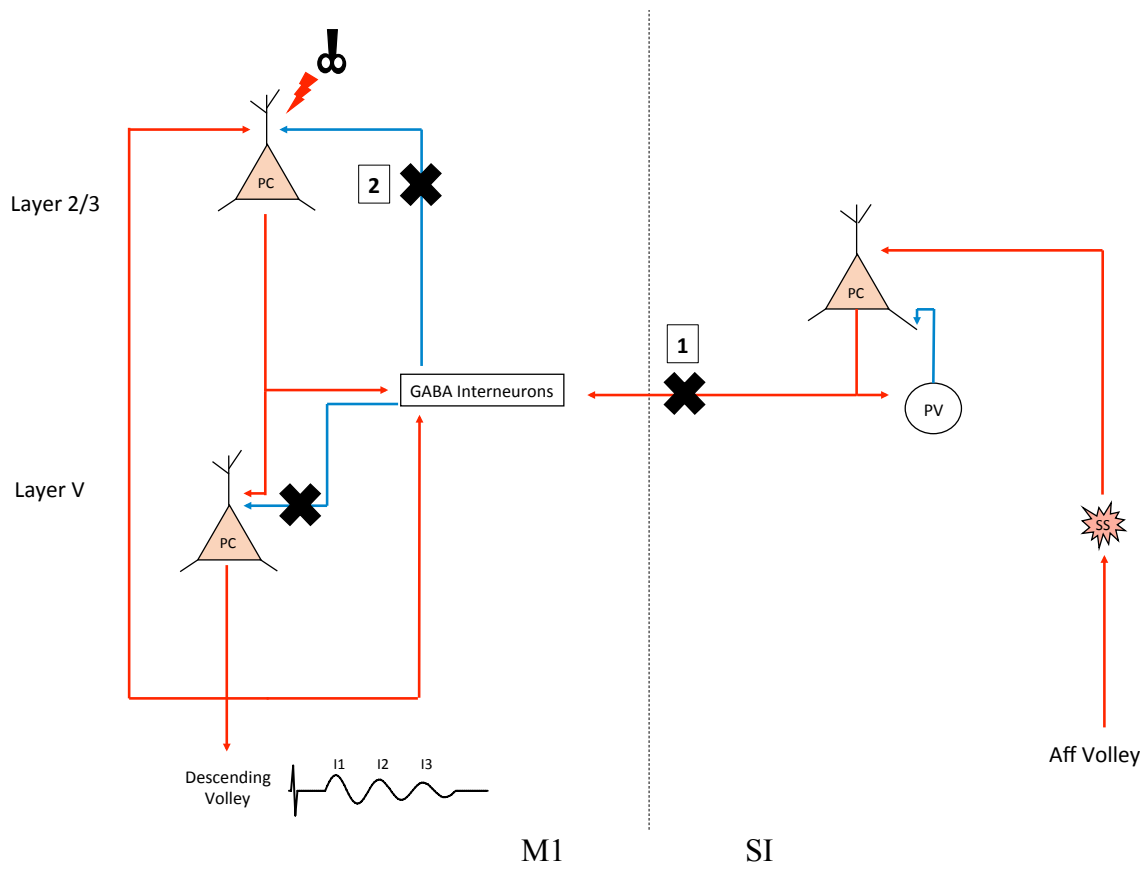 PC
2
Layer 2/3
PC
1
GABA Interneurons
PV
Layer V
PC
SS
Aff Volley
I1 I2 I3
Descending
Volley
M1 SI